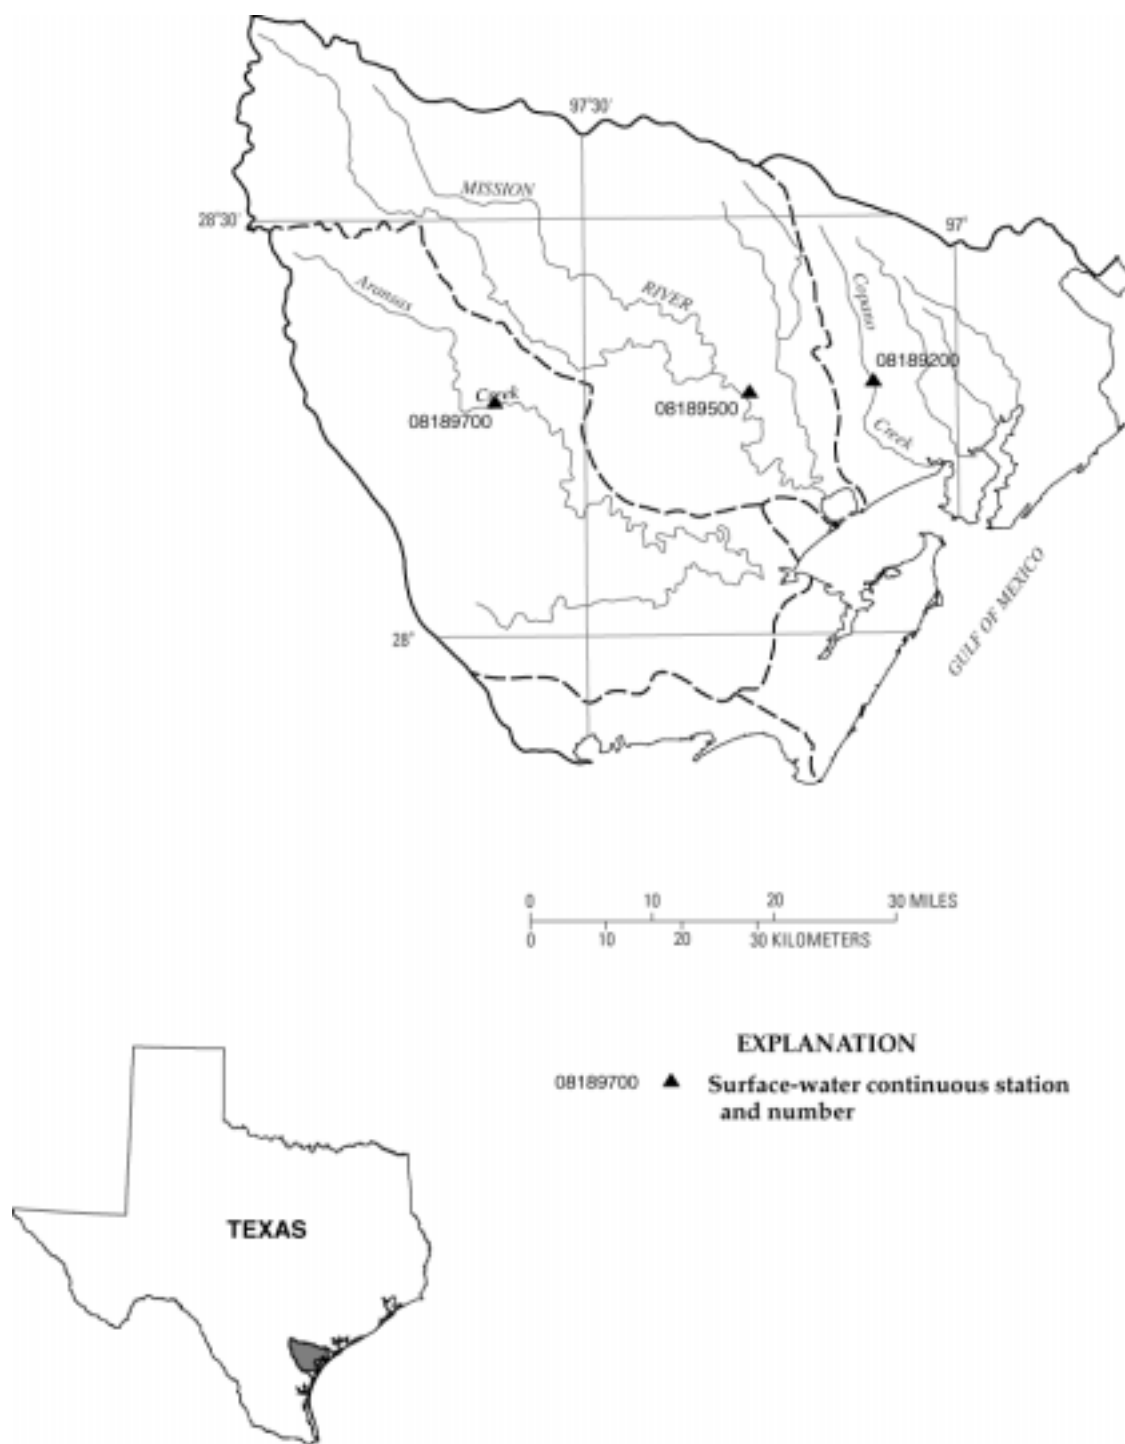 97°30'
MISSION
28°30'
97°
Aransas
RIVER
Copano
08189200
Creek
08189500
08189700
Creek
GULF OF MEXICO
28°
0 10 20 30 MILES
0 10 20 30 KILOMETERS
EXPLANATION
08189700 Surface-water continuous station
and number
TEXAS